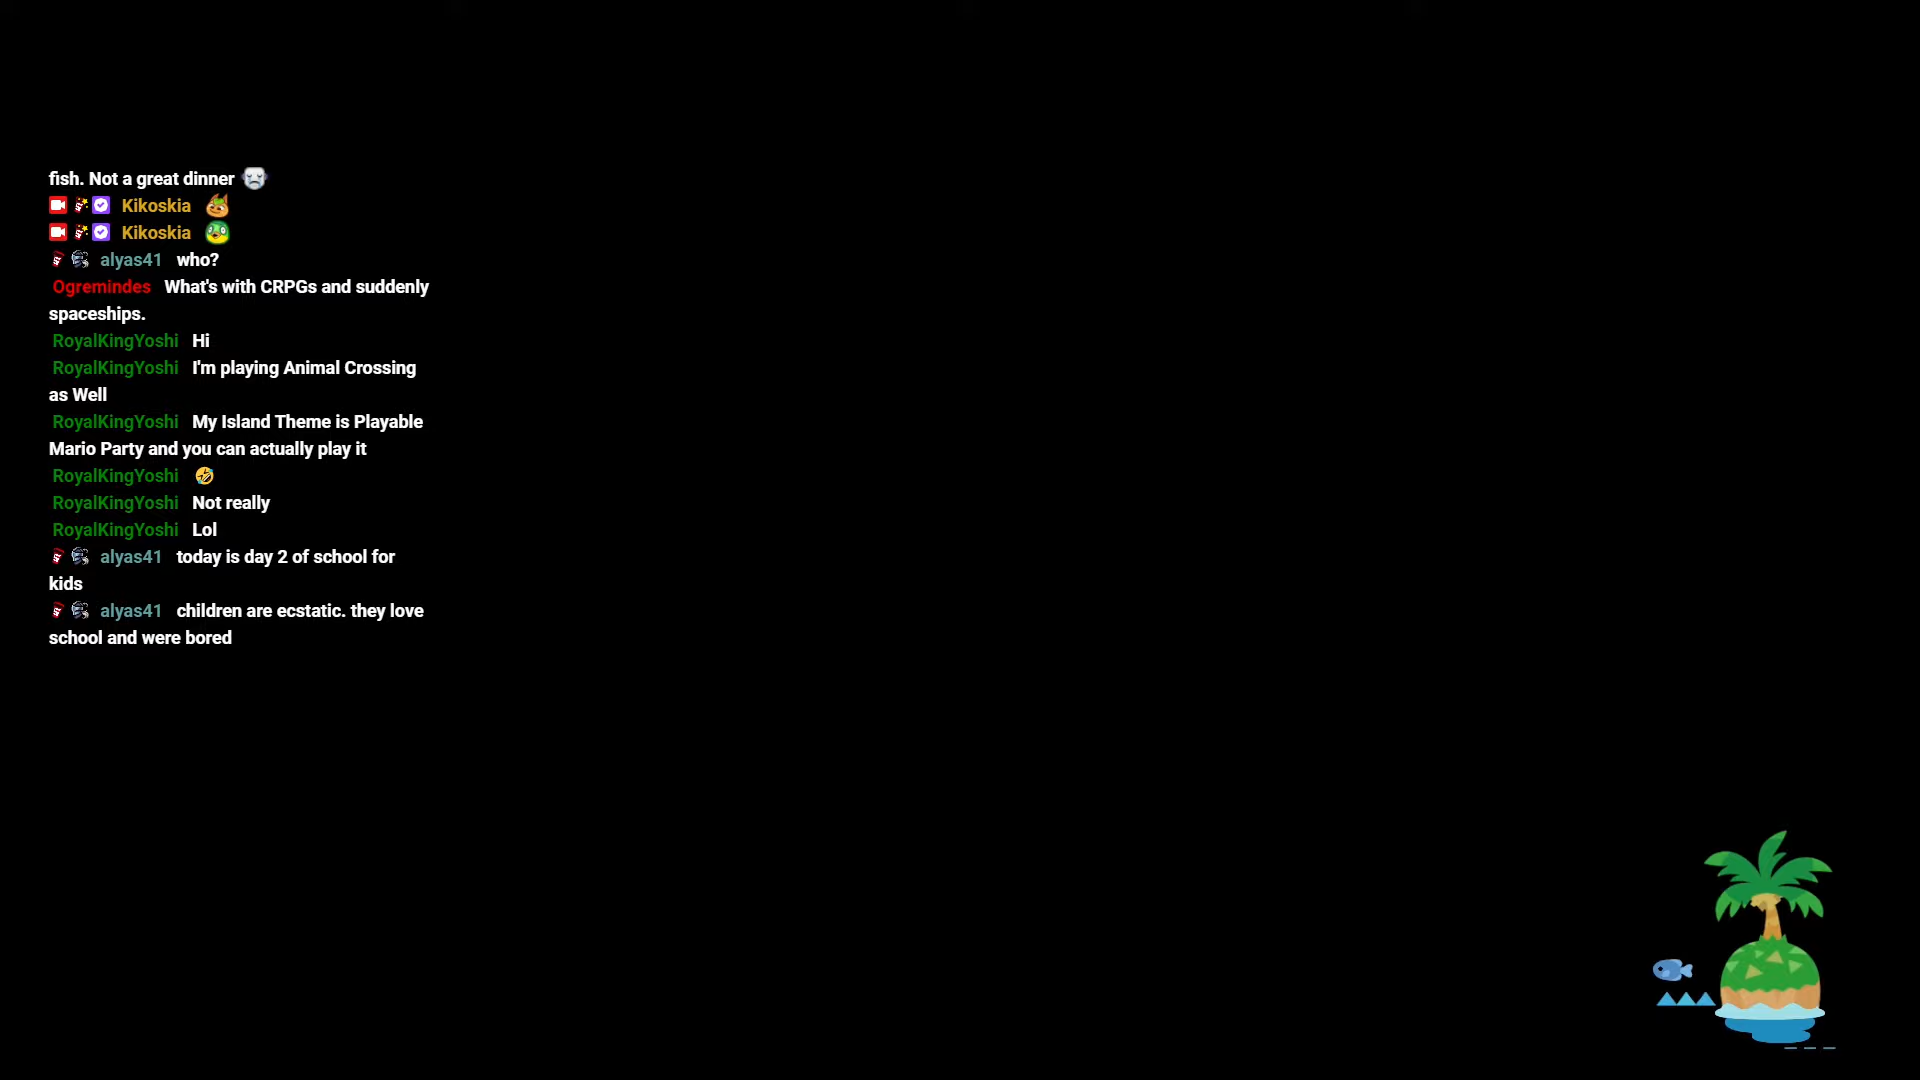 fish. Not a great dinner
Kikoskia
Kikoskia
alyas41 who?
Ogremindes What's with CRPGs and suddenly
spaceships.
RoyalKingYoshi Hi
RoyalKingYoshi I'm playing Animal Crossing
as Well
RoyalKingYoshi My Island Theme is Playable
Mario Party and you can actually play it
RoyalKingYoshi 🤣
RoyalKingYoshi Not really
RoyalKingYoshi Lol
alyas41 today is day 2 of school for
kids
alyas41 children are ecstatic. they love
school and were bored